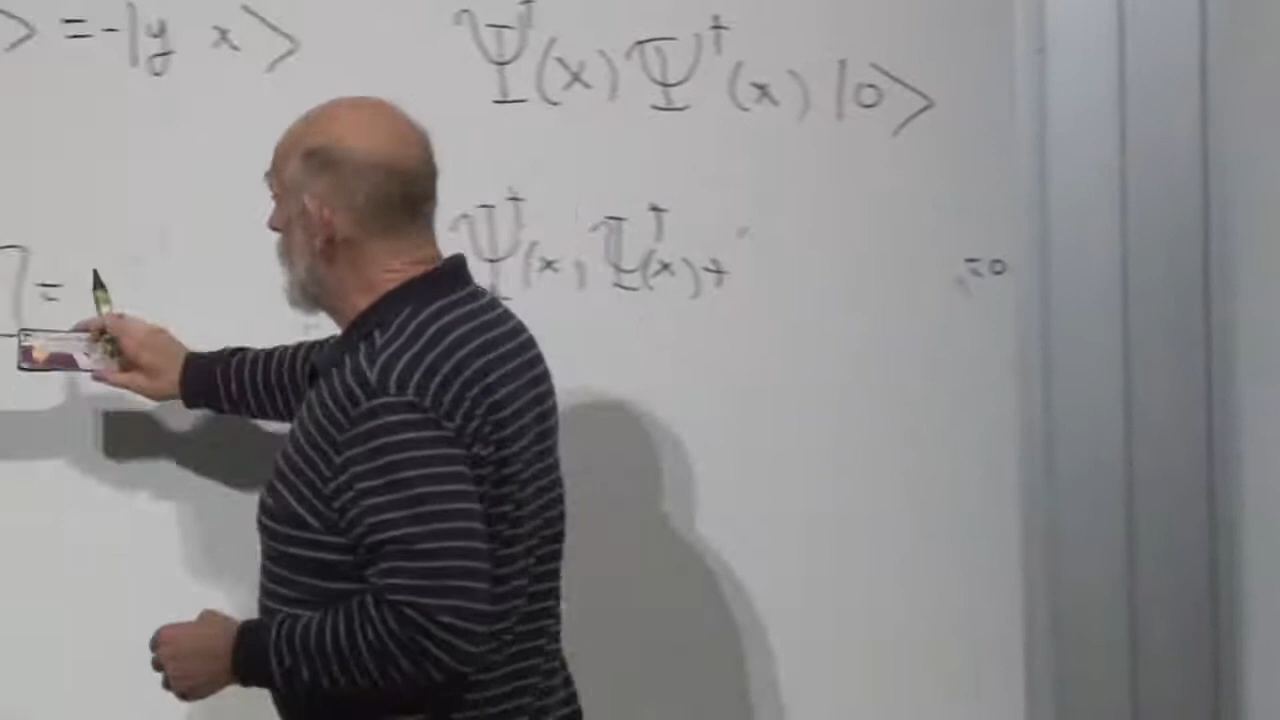 > = -|y x>
Ψ†(x) Ψ†(x) |0>
Ψ†(x) Ψ†(x) + =0
] =